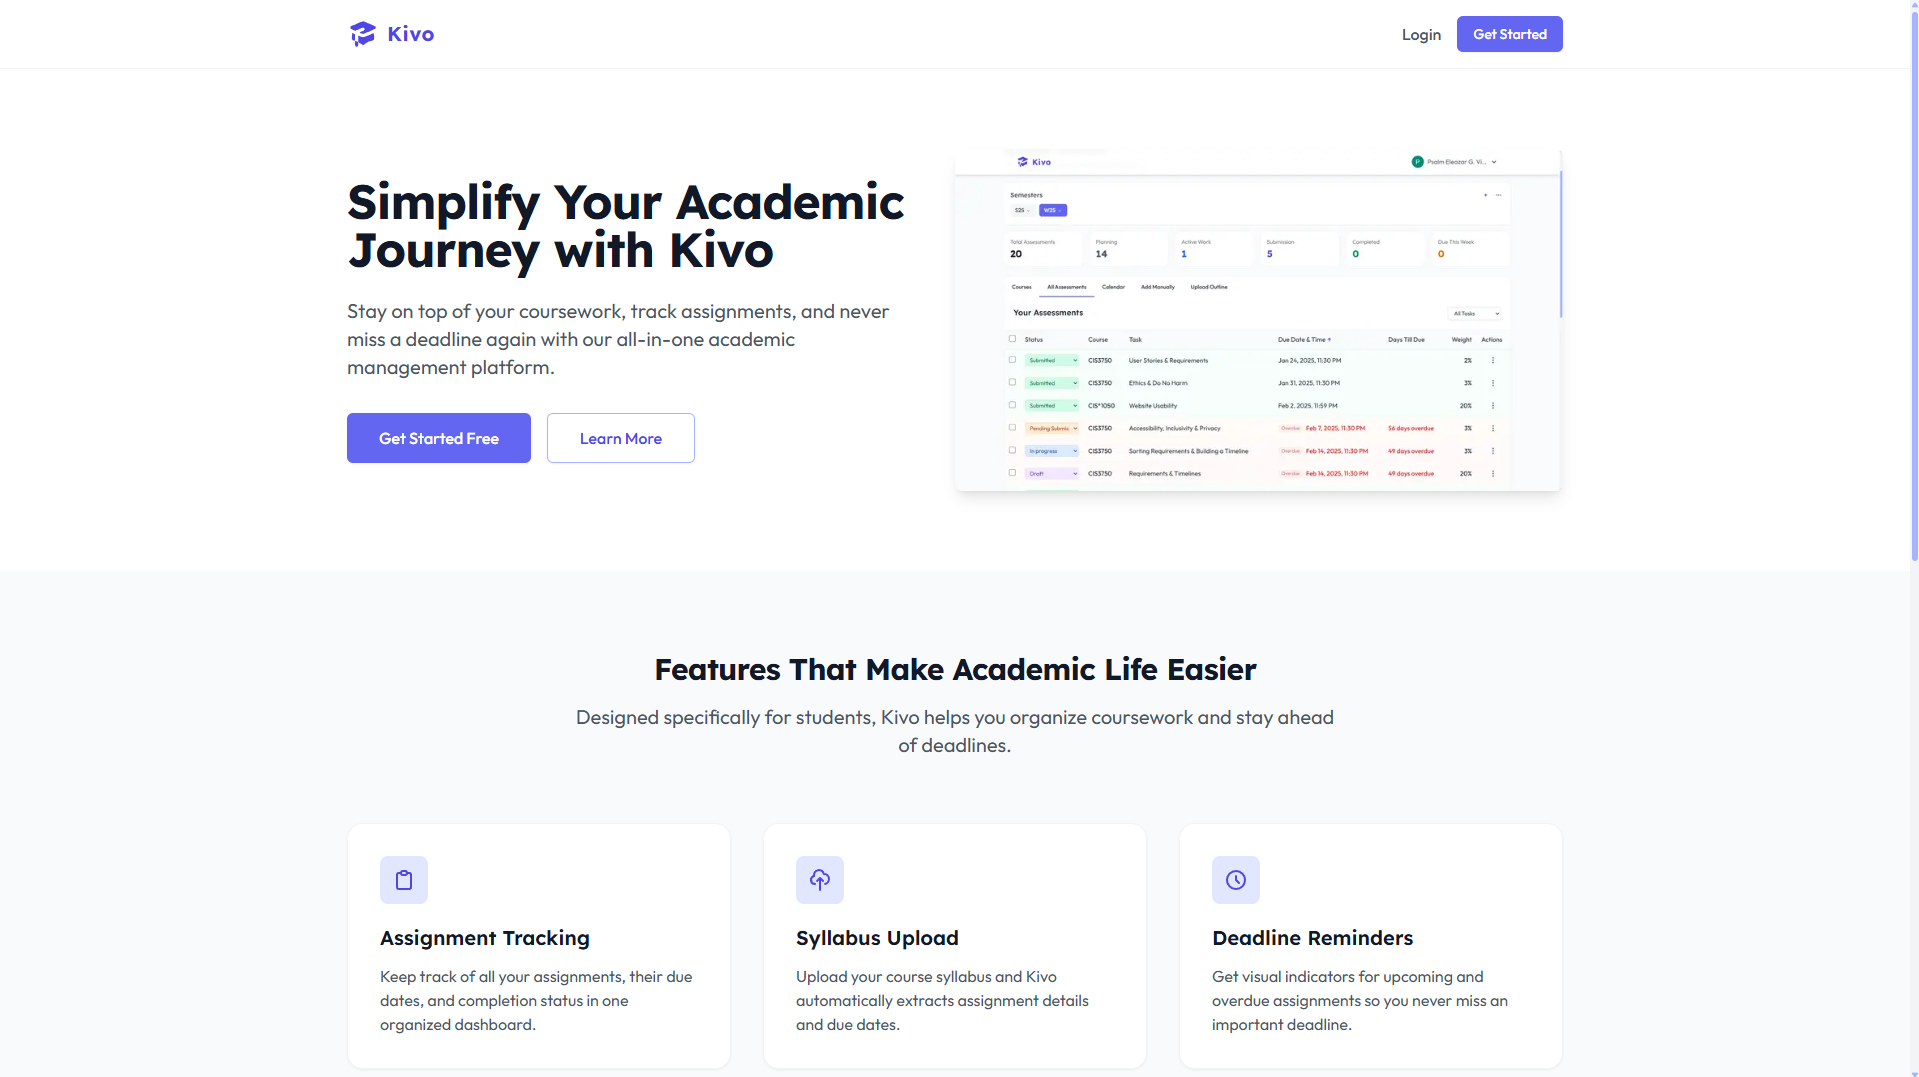 Kivo
Login
Get Started
Simplify Your Academic
Journey with Kivo
Stay on top of your coursework, track assignments, and never
miss a deadline again with our all-in-one academic
management platform.
Get Started Free
Learn More
Kivo
P
Psalm Eleazar G. Vi...
Semesters
S25
W25
Total Assessments
20
Planning
14
Active Work
1
Submission
5
Completed
0
Due This Week
0
Courses
All Assessments
Calendar
Add Manually
Upload Outline
Your Assessments
All Tasks
Status Course Task Due Date & Time ↑ Days Till Due Weight Actions
Submitted CIS3750 User Stories & Requirements Jan 24, 2025, 11:30 PM 2%
Submitted CIS3750 Ethics & Do No Harm Jan 31, 2025, 11:30 PM 3%
Submitted CIS*1050 Website Usability Feb 2, 2025, 11:59 PM 20%
Pending Submis CIS3750 Accessibility, Inclusivity & Privacy Overdue Feb 7, 2025, 11:30 PM 56 days overdue 3%
In progress CIS3750 Sorting Requirements & Building a Timeline Overdue Feb 14, 2025, 11:30 PM 49 days overdue 3%
Draft CIS3750 Requirements & Timelines Overdue Feb 14, 2025, 11:30 PM 49 days overdue 20%
Features That Make Academic Life Easier
Designed specifically for students, Kivo helps you organize coursework and stay ahead
of deadlines.
Assignment Tracking
Keep track of all your assignments, their due
dates, and completion status in one
organized dashboard.
Syllabus Upload
Upload your course syllabus and Kivo
automatically extracts assignment details
and due dates.
Deadline Reminders
Get visual indicators for upcoming and
overdue assignments so you never miss an
important deadline.